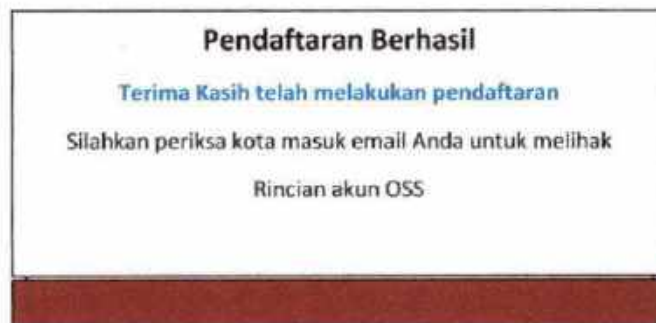 Pendaftaran Berhasil
Terima Kasih telah melakukan pendaftaran
Silahkan periksa kota masuk email Anda untuk melihak
Rincian akun OSS